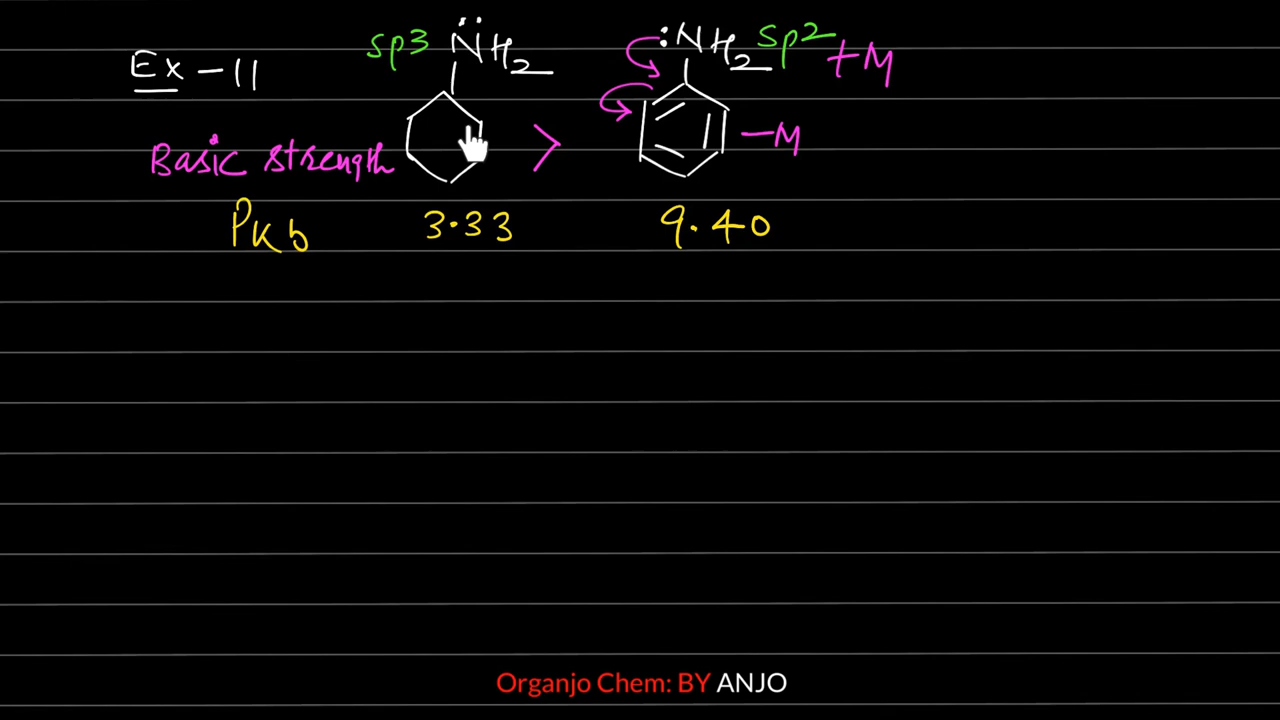 sp3 N̈H2 :NH2 sp2 +M
Ex-11
Basic strength > -M
Pkb 3.33 9.40
Organjo Chem: BY ANJO